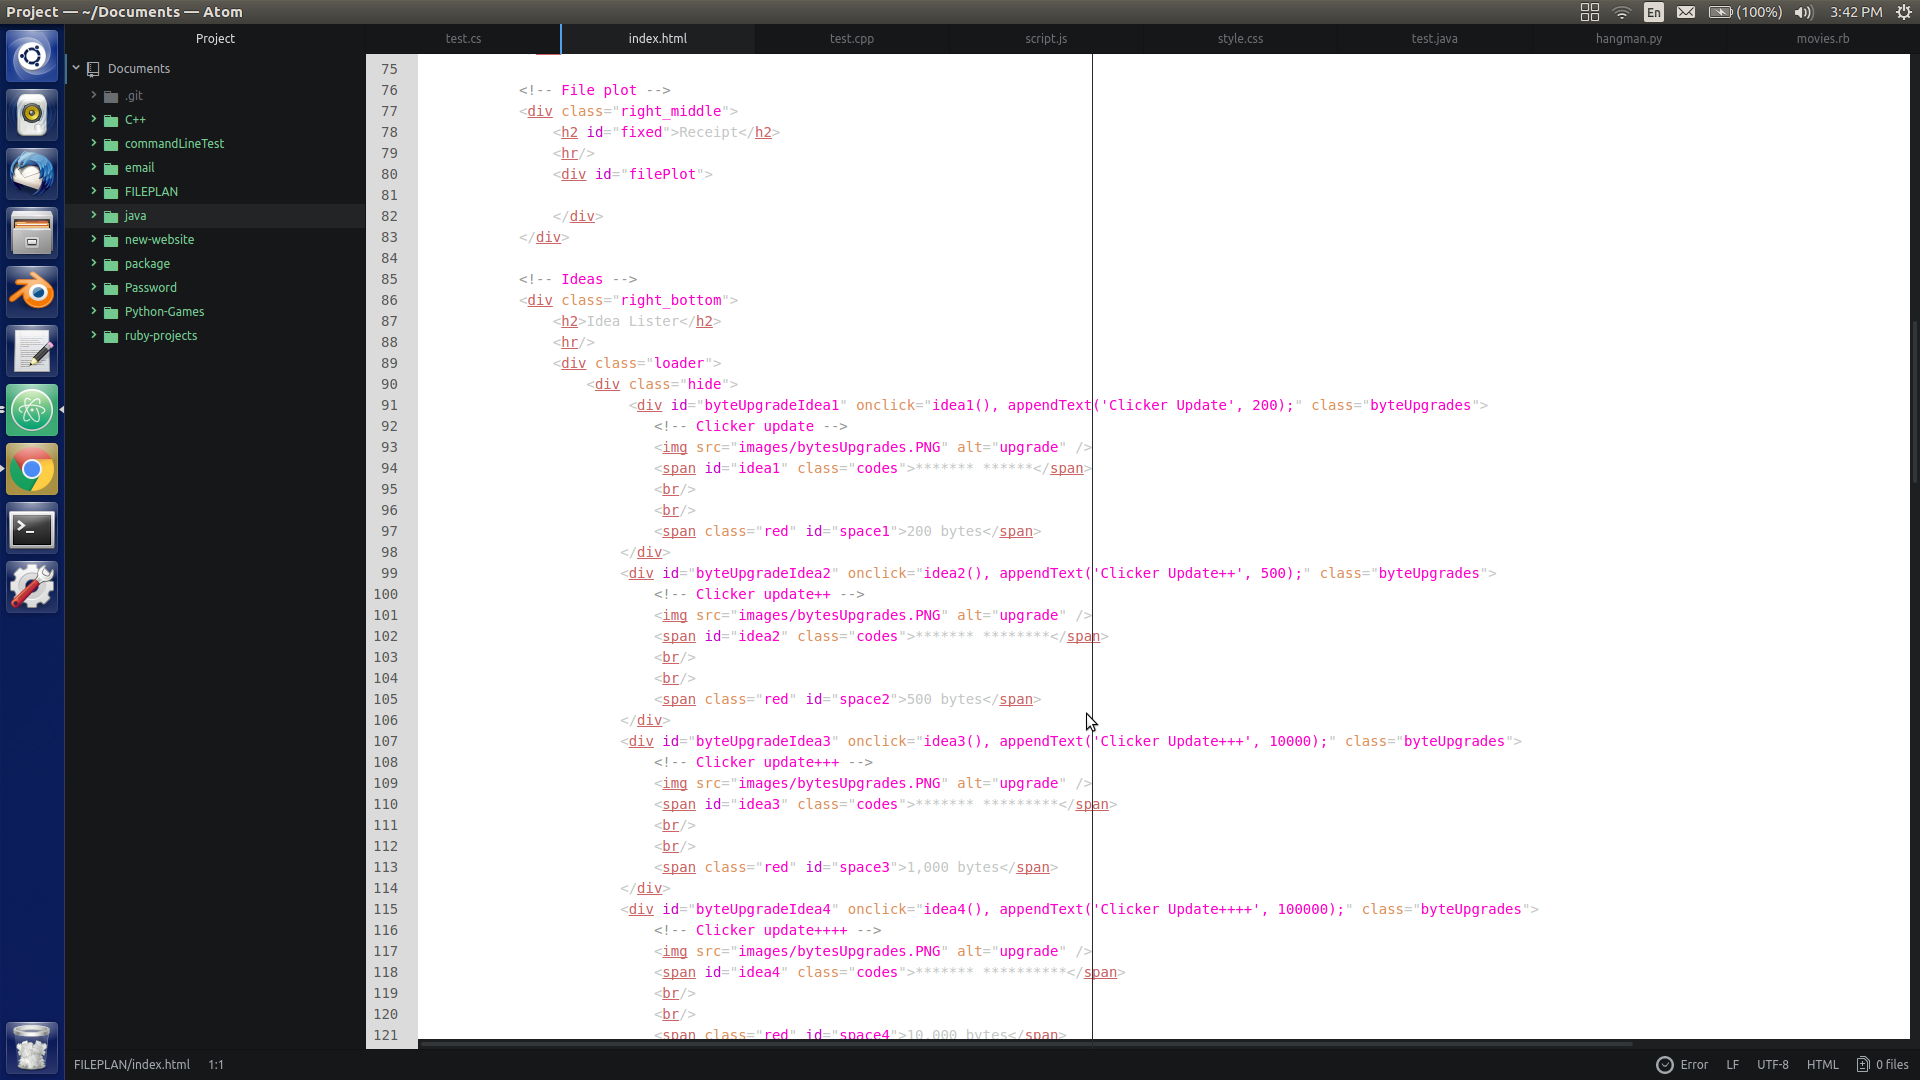 Project — ~/Documents — Atom
En
(100%)
3:42 PM
Project
test.cs
index.html
test.cpp
script.js
style.css
test.java
hangman.py
movies.rb
Documents
.git
C++
commandLineTest
email
FILEPLAN
java
new-website
package
Password
Python-Games
ruby-projects
75
76 <!-- File plot -->
77 <div class="right_middle">
78 <h2 id="fixed">Receipt</h2>
79 <hr/>
80 <div id="filePlot">
81
82 </div>
83 </div>
84
85 <!-- Ideas -->
86 <div class="right_bottom">
87 <h2>Idea Lister</h2>
88 <hr/>
89 <div class="loader">
90 <div class="hide">
91 <div id="byteUpgradeIdea1" onclick="idea1(), appendText('Clicker Update', 200);" class="byteUpgrades">
92 <!-- Clicker update -->
93 <img src="images/bytesUpgrades.PNG" alt="upgrade" />
94 <span id="idea1" class="codes">******* ******</span>
95 <br/>
96 <br/>
97 <span class="red" id="space1">200 bytes</span>
98 </div>
99 <div id="byteUpgradeIdea2" onclick="idea2(), appendText('Clicker Update++', 500);" class="byteUpgrades">
100 <!-- Clicker update++ -->
101 <img src="images/bytesUpgrades.PNG" alt="upgrade" />
102 <span id="idea2" class="codes">******* ********</span>
103 <br/>
104 <br/>
105 <span class="red" id="space2">500 bytes</span>
106 </div>
107 <div id="byteUpgradeIdea3" onclick="idea3(), appendText('Clicker Update+++', 10000);" class="byteUpgrades">
108 <!-- Clicker update+++ -->
109 <img src="images/bytesUpgrades.PNG" alt="upgrade" />
110 <span id="idea3" class="codes">******* *********</span>
111 <br/>
112 <br/>
113 <span class="red" id="space3">1,000 bytes</span>
114 </div>
115 <div id="byteUpgradeIdea4" onclick="idea4(), appendText('Clicker Update++++', 100000);" class="byteUpgrades">
116 <!-- Clicker update++++ -->
117 <img src="images/bytesUpgrades.PNG" alt="upgrade" />
118 <span id="idea4" class="codes">******* **********</span>
119 <br/>
120 <br/>
121 <span class="red" id="space4">10,000 bytes</span>
FILEPLAN/index.html 1:1
Error LF UTF-8 HTML 0 files